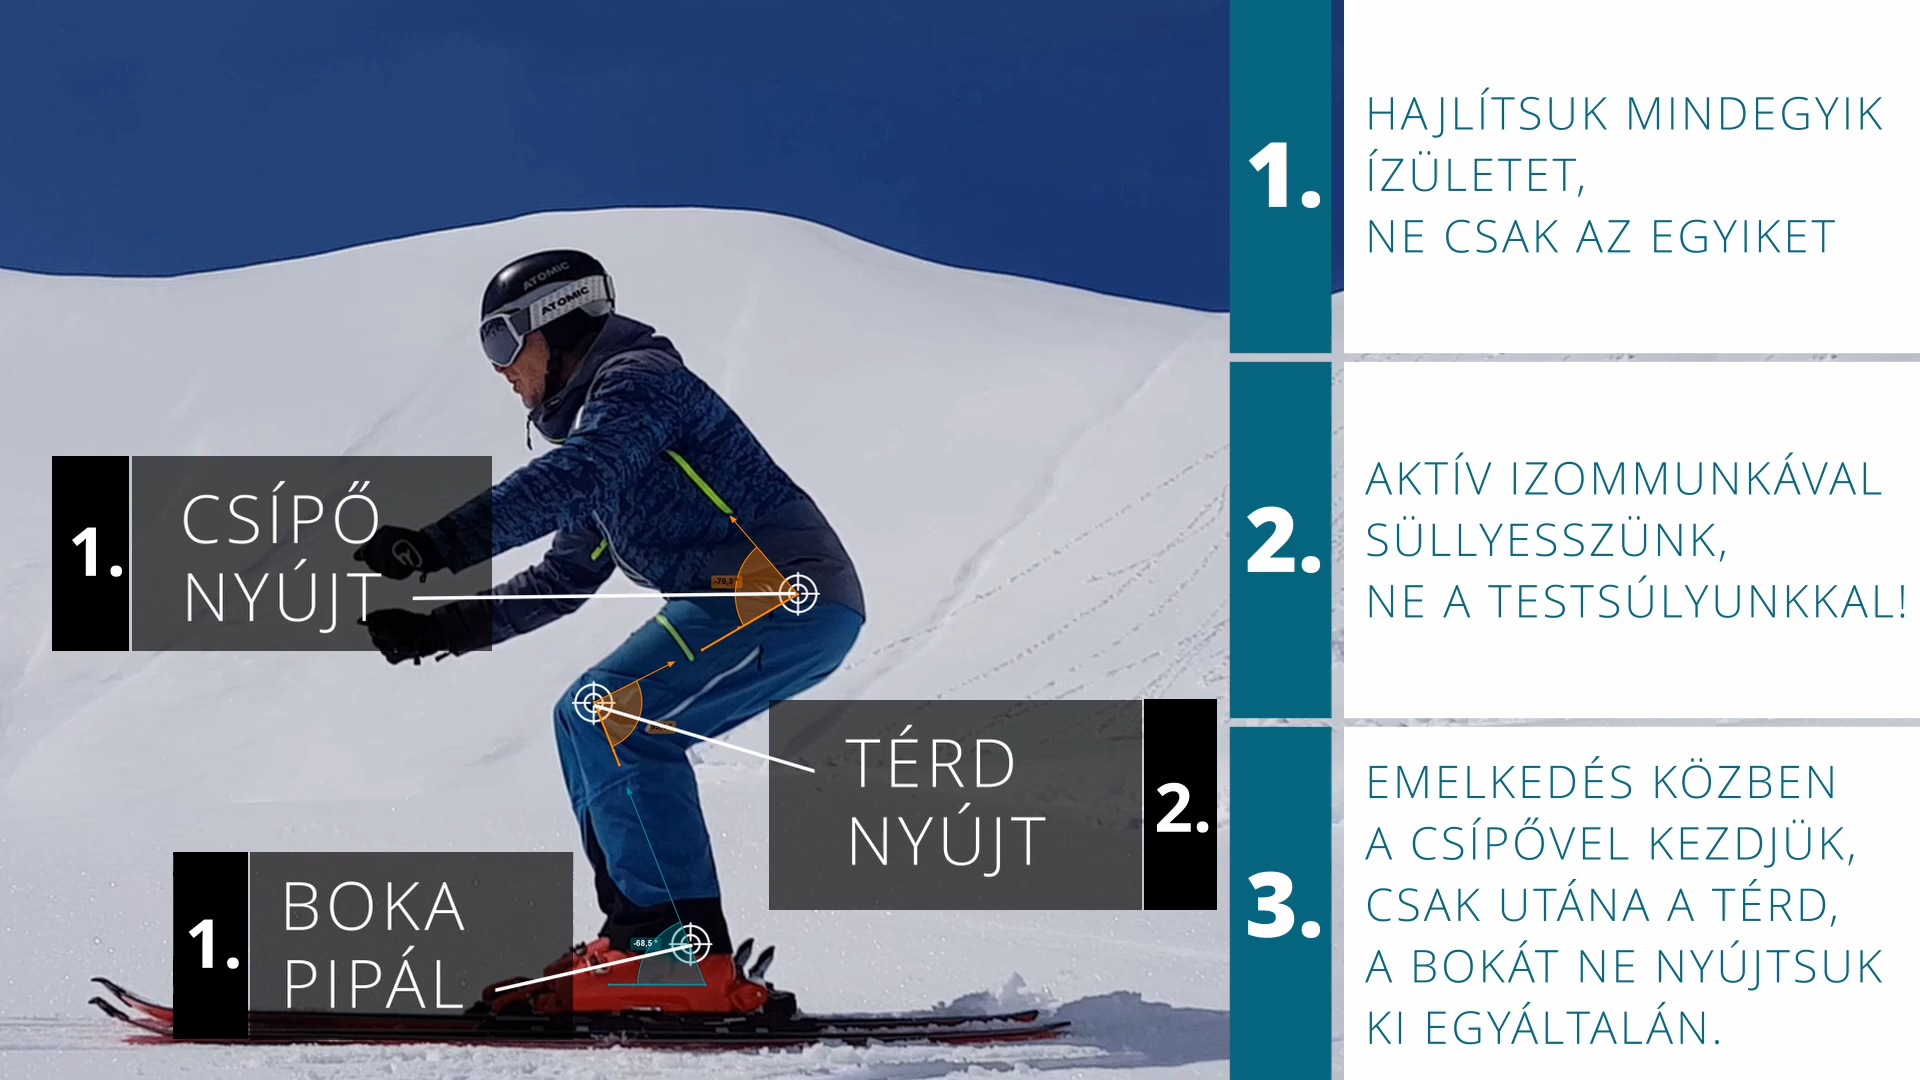 ATOMIC
ATOMIC
1.
CSÍPŐ
NYÚJT
-79,3°
2.
TÉRD
NYÚJT
1.
BOKA
PIPÁL
-68,5 °
1.
HAJLÍTSUK MINDEGYIK
ÍZÜLETET,
NE CSAK AZ EGYIKET
2.
AKTÍV IZOMMUNKÁVAL
SÜLLYESSZÜNK,
NE A TESTSÚLYUNKKAL!
3.
EMELKEDÉS KÖZBEN
A CSÍPŐVEL KEZDJÜK,
CSAK UTÁNA A TÉRD,
A BOKÁT NE NYÚJTSUK
KI EGYÁLTALÁN.